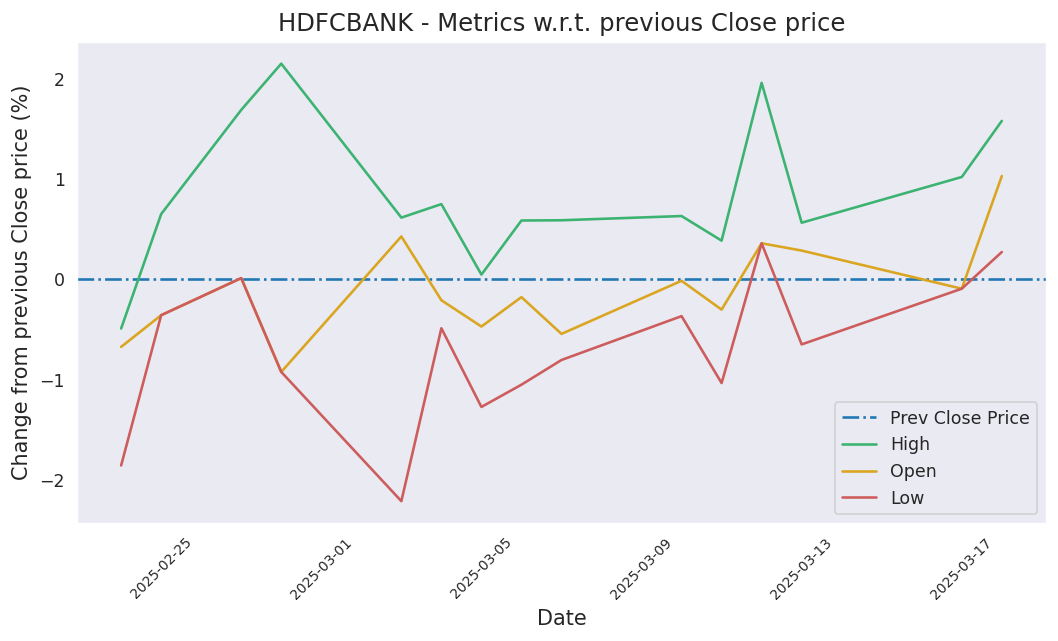 HDFCBANK - Metrics w.r.t. previous Close price
Change from previous Close price (%)
2
1
0
−1
−2
Prev Close Price
High
Open
Low
2025-02-25
2025-03-01
2025-03-05
2025-03-09
2025-03-13
2025-03-17
Date